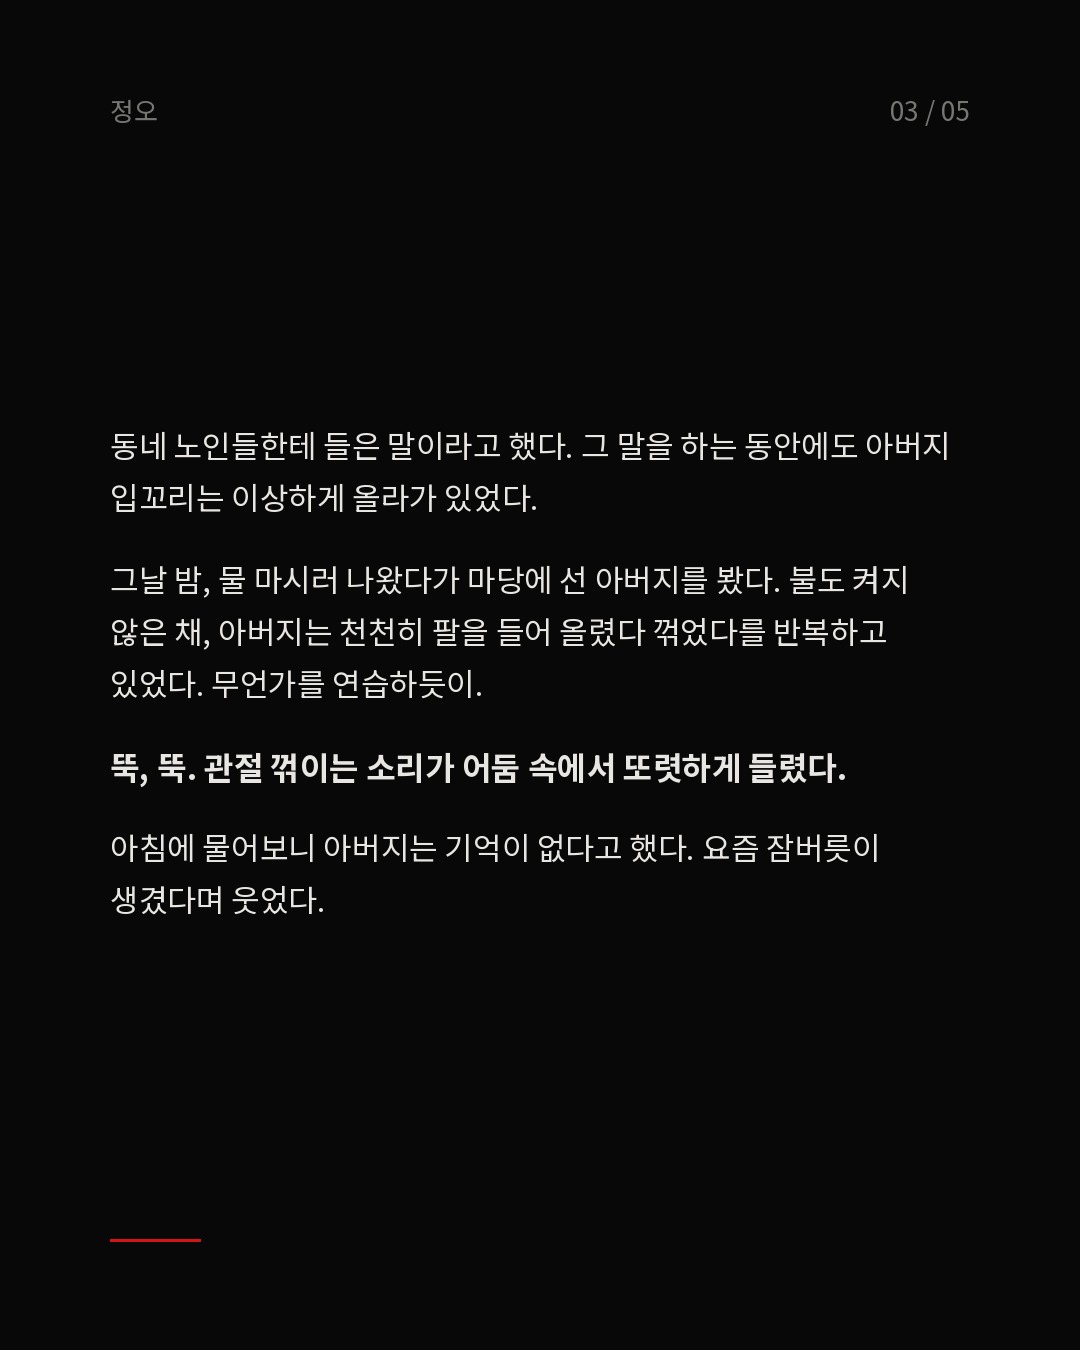 정오
03 / 05
동네 노인들한테 들은 말이라고 했다. 그 말을 하는 동안에도 아버지
입꼬리는 이상하게 올라가 있었다.
그날 밤, 물 마시러 나왔다가 마당에 선 아버지를 봤다. 불도 켜지
않은 채, 아버지는 천천히 팔을 들어 올렸다 꺾었다를 반복하고
있었다. 무언가를 연습하듯이.
뚝, 뚝. 관절 꺾이는 소리가 어둠 속에서 또렷하게 들렸다.
아침에 물어보니 아버지는 기억이 없다고 했다. 요즘 잠버릇이
생겼다며 웃었다.